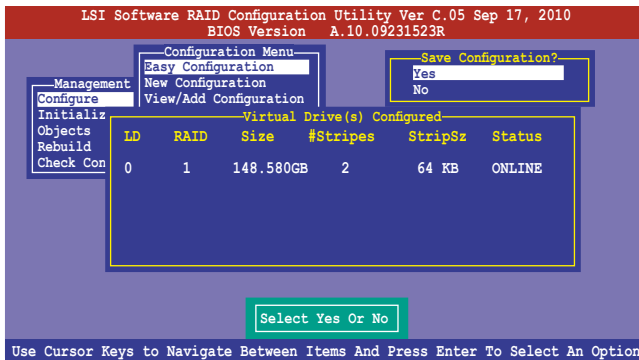 LSI Software RAID Configuration Utility Ver C.05 Sep 17, 2010
BIOS Version A.10.09231523R
Configuration Menu
Easy Configuration
New Configuration
View/Add Configuration
Save Configuration?
Yes
No
Management
Configure
Initializ
Objects
Rebuild
Check Con
Virtual Drive(s) Configured
LD RAID Size #Stripes StripSz Status
0 1 148.580GB 2 64 KB ONLINE
Select Yes Or No
Use Cursor Keys to Navigate Between Items And Press Enter To Select An Option